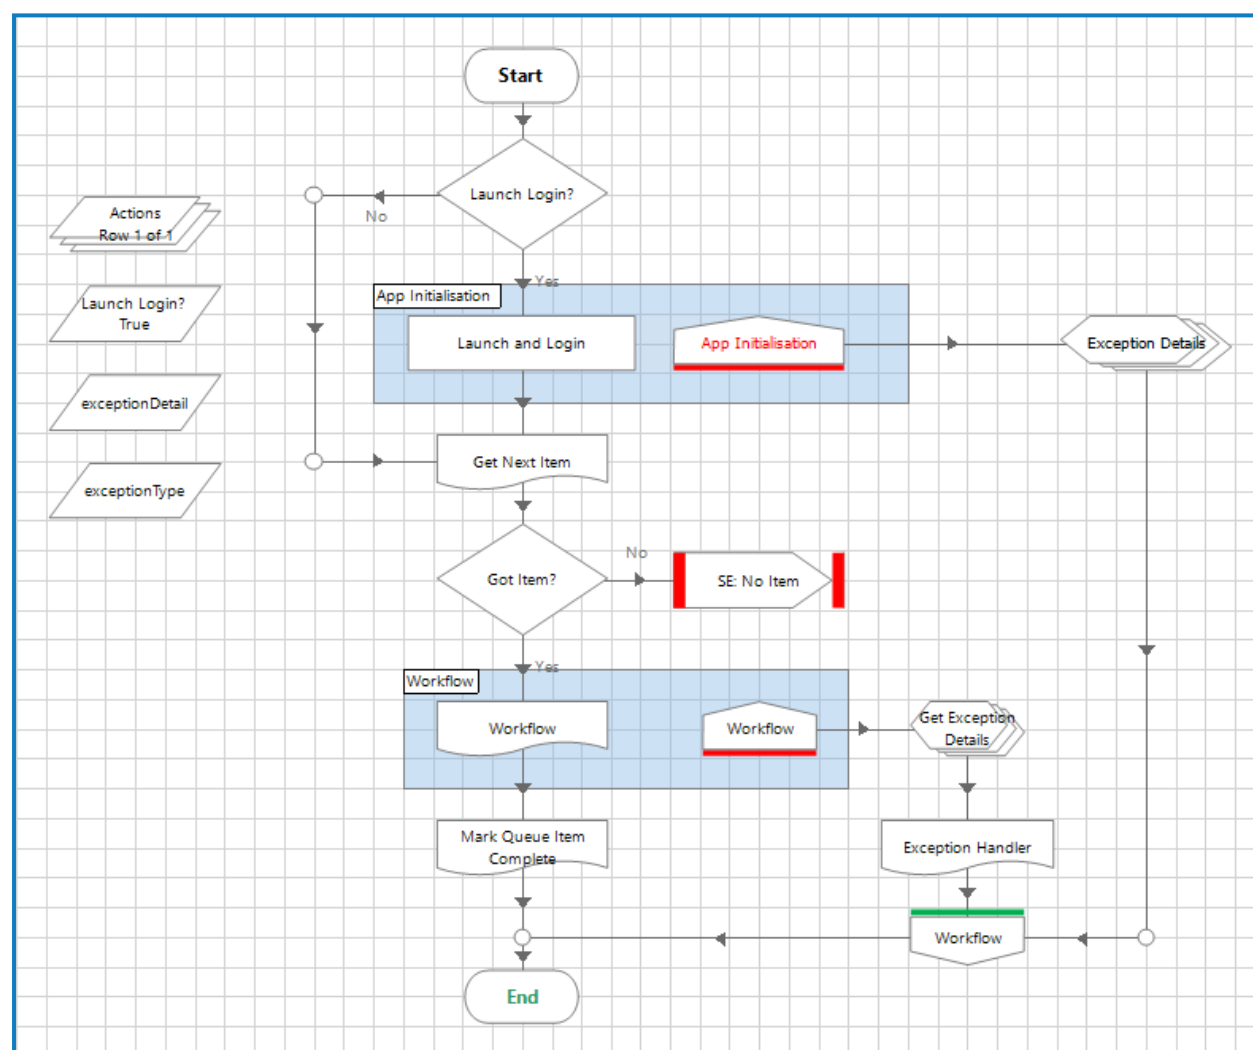 Start
Launch Login?
No
Actions
Row 1 of 1
Yes
App Initialisation
Launch Login?
True
Launch and Login
App Initialisation
Exception Details
exceptionDetail
Get Next Item
exceptionType
No
Got Item?
SE: No Item
Yes
Workflow
Workflow
Workflow
Get Exception
Details
Mark Queue Item
Complete
Exception Handler
Workflow
End